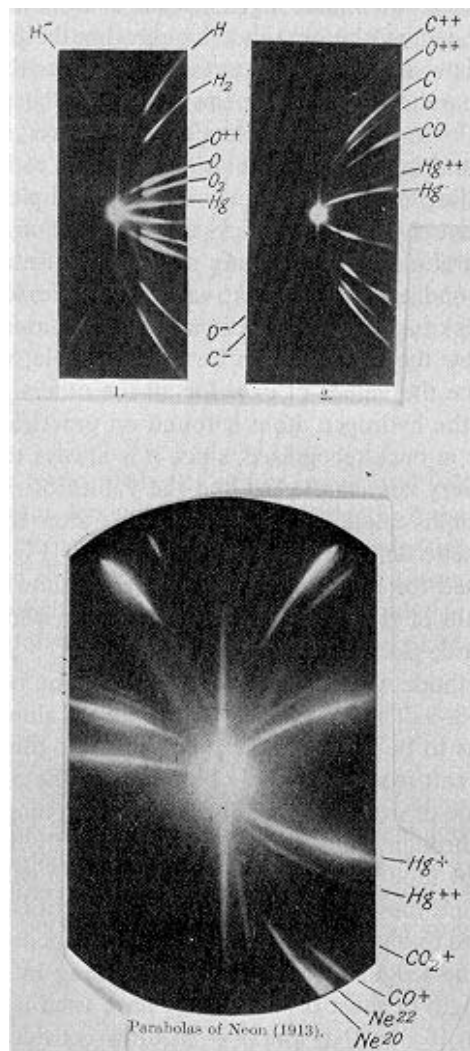 H⁻
H
H₂
O⁺⁺
O
O₂
Hg
1.
C⁺⁺
O⁺⁺
C
O
CO
Hg⁺⁺
Hg
O⁻
C⁻
2.
Hg+
Hg++
CO₂+
CO+
Ne²²
Ne²⁰
Parabolas of Neon (1913).